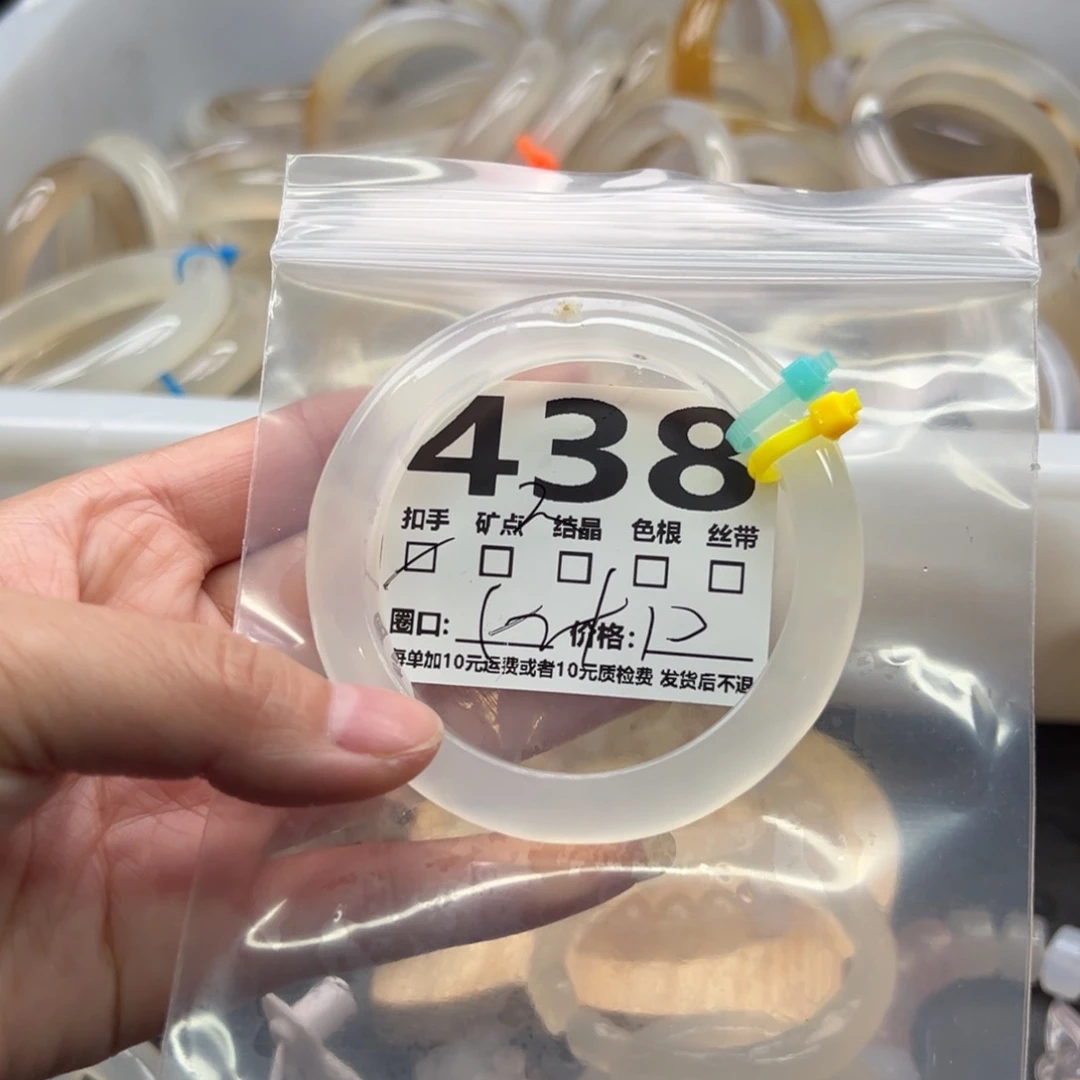 438
扣手 矿点 结晶 色根 丝带
圈口: 价格:
每单加10元运费或者10元质检费 发货后不退